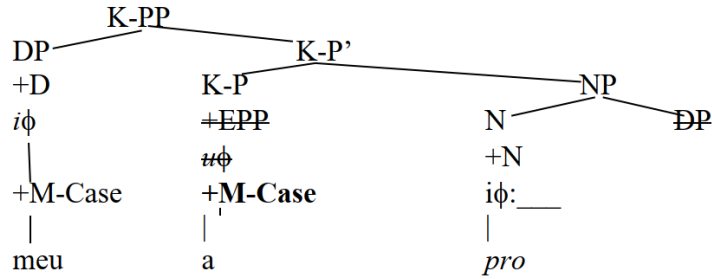 K-PP
DP K-P’
+D K-P NP
iϕ +EPP N DP
uϕ +N
+M-Case +M-Case iϕ:___
meu a pro